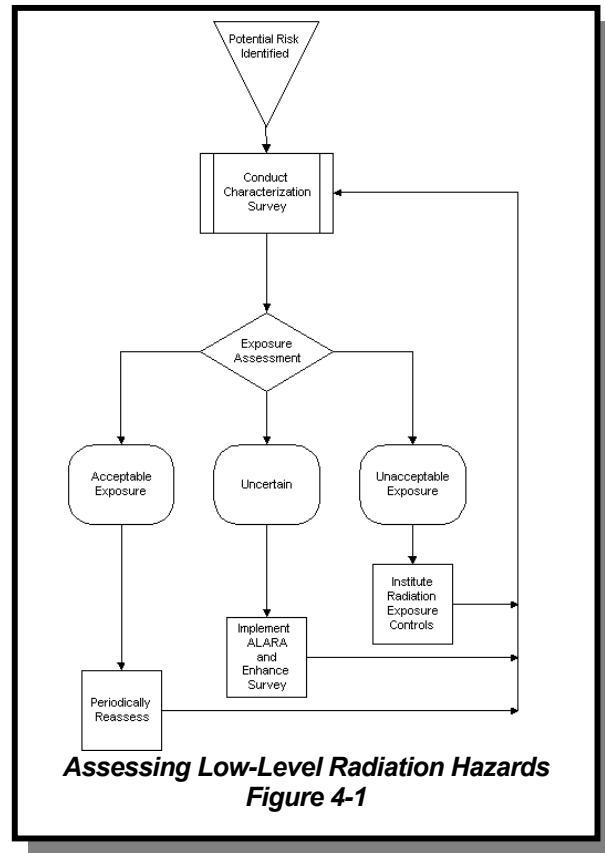 Potential Risk
Identified
Conduct
Characterization
Survey
Exposure
Assessment
Acceptable
Exposure
Uncertain
Unacceptable
Exposure
Institute
Radiation
Exposure
Controls
Implement
ALARA
and
Enhance
Survey
Periodically
Reassess
Assessing Low-Level Radiation Hazards
Figure 4-1